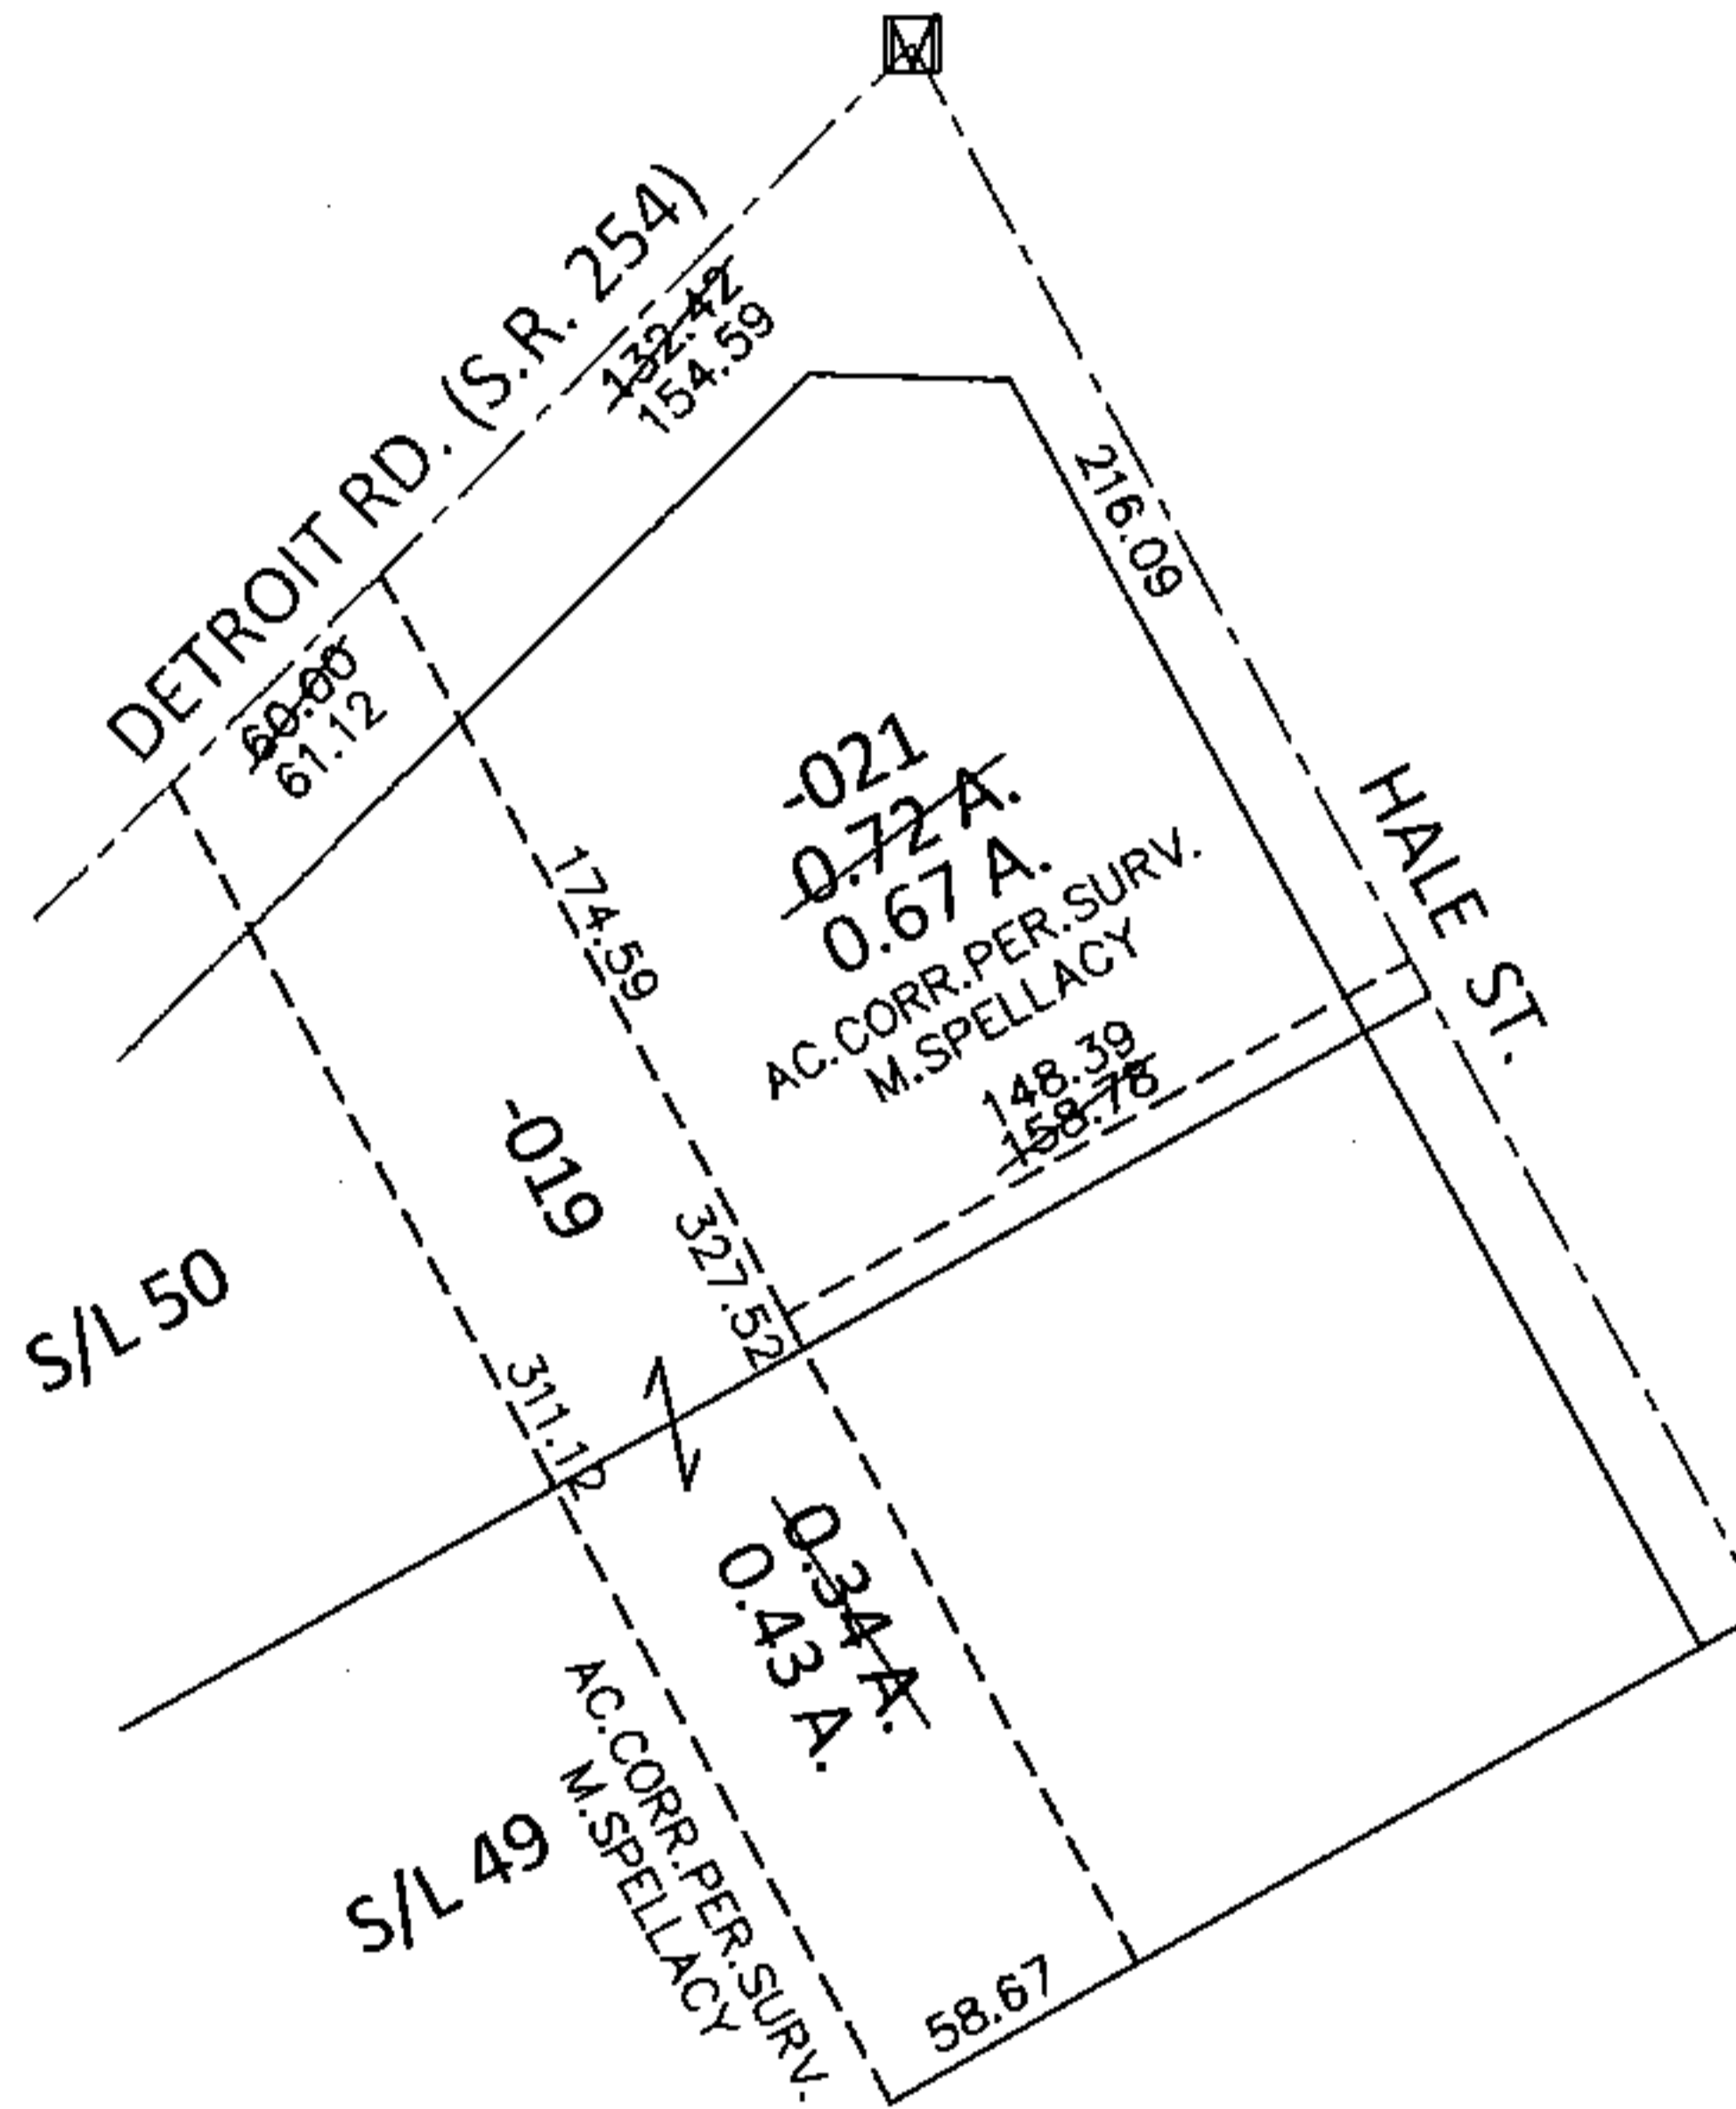 DETROIT RD. (S.R. 254)
132.42
154.59
60.80
61.12
216.09
HALE ST.
-021
0.72 A.
0.67 A.
AC.CORR.PER.SURV.
M.SPELLACY
148.39
158.78
174.59
-019
327.52
311.12
S/L 50
0.34 A.
0.43 A.
AC.CORR.PER.SURV.
M.SPELLACY
S/L 49
58.67